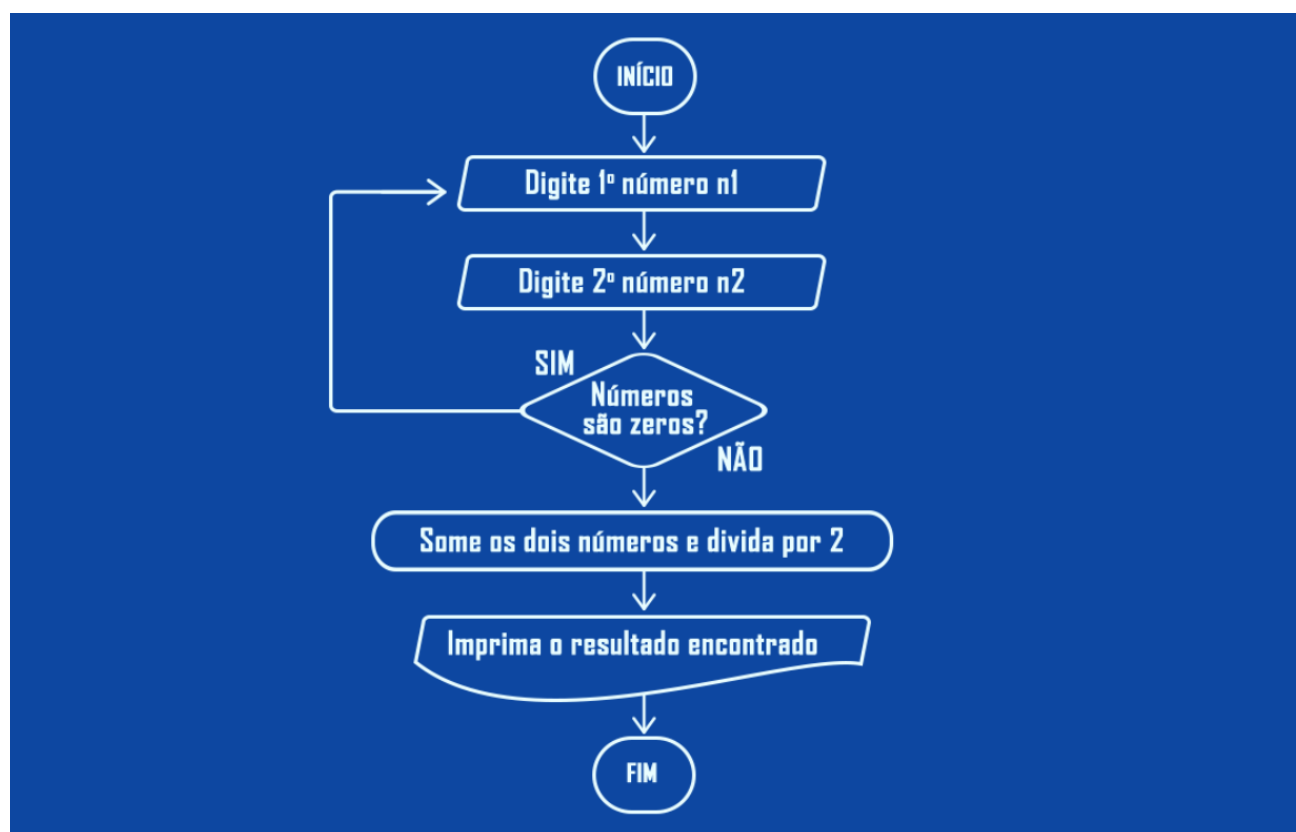 INÍCIO
Digite 1º número n1
Digite 2º número n2
SIM
Números
são zeros?
NÃO
Some os dois números e divida por 2
Imprima o resultado encontrado
FIM